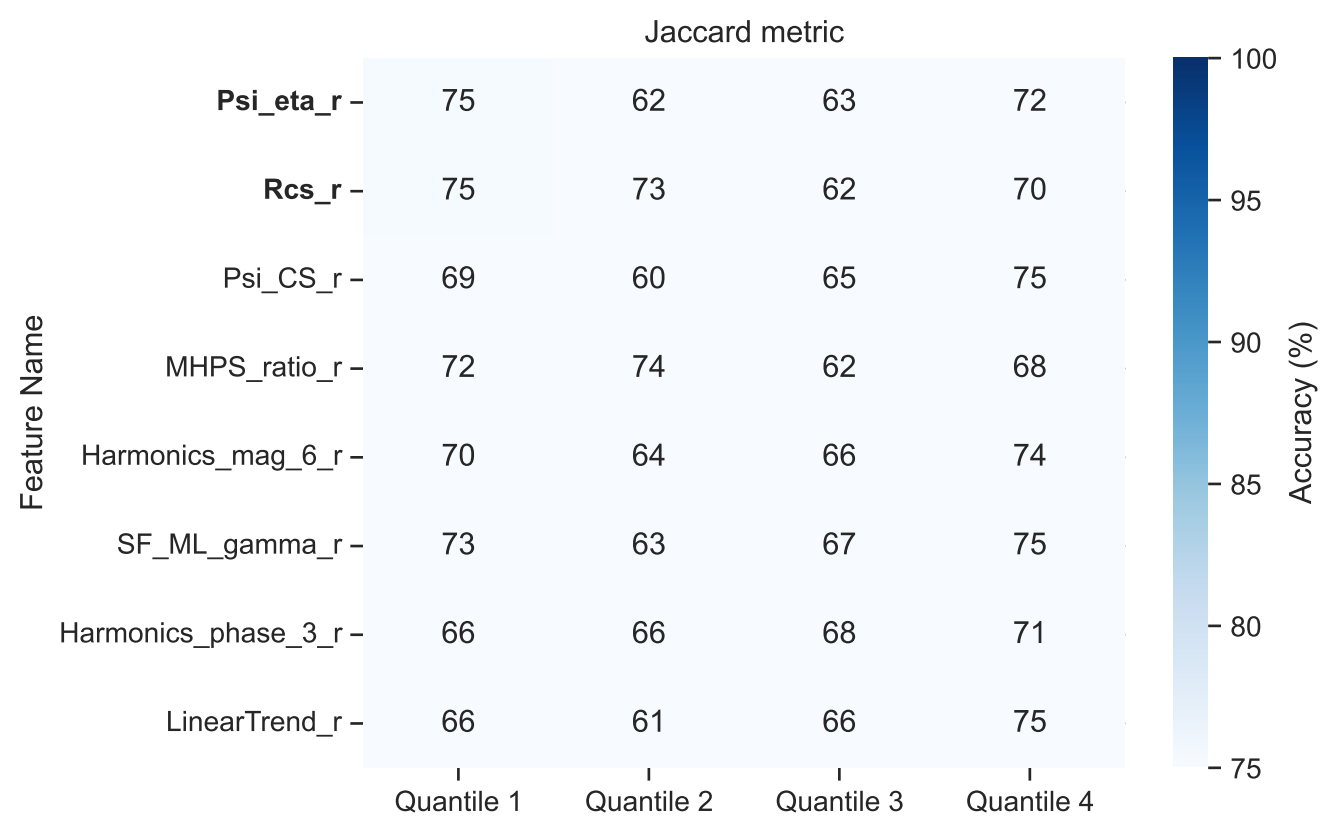 Jaccard metric
Feature Name
Psi_eta_r 75 62 63 72
Rcs_r 75 73 62 70
Psi_CS_r 69 60 65 75
MHPS_ratio_r 72 74 62 68
Harmonics_mag_6_r 70 64 66 74
SF_ML_gamma_r 73 63 67 75
Harmonics_phase_3_r 66 66 68 71
LinearTrend_r 66 61 66 75
Quantile 1 Quantile 2 Quantile 3 Quantile 4
100
95
90
85
80
75
Accuracy (%)